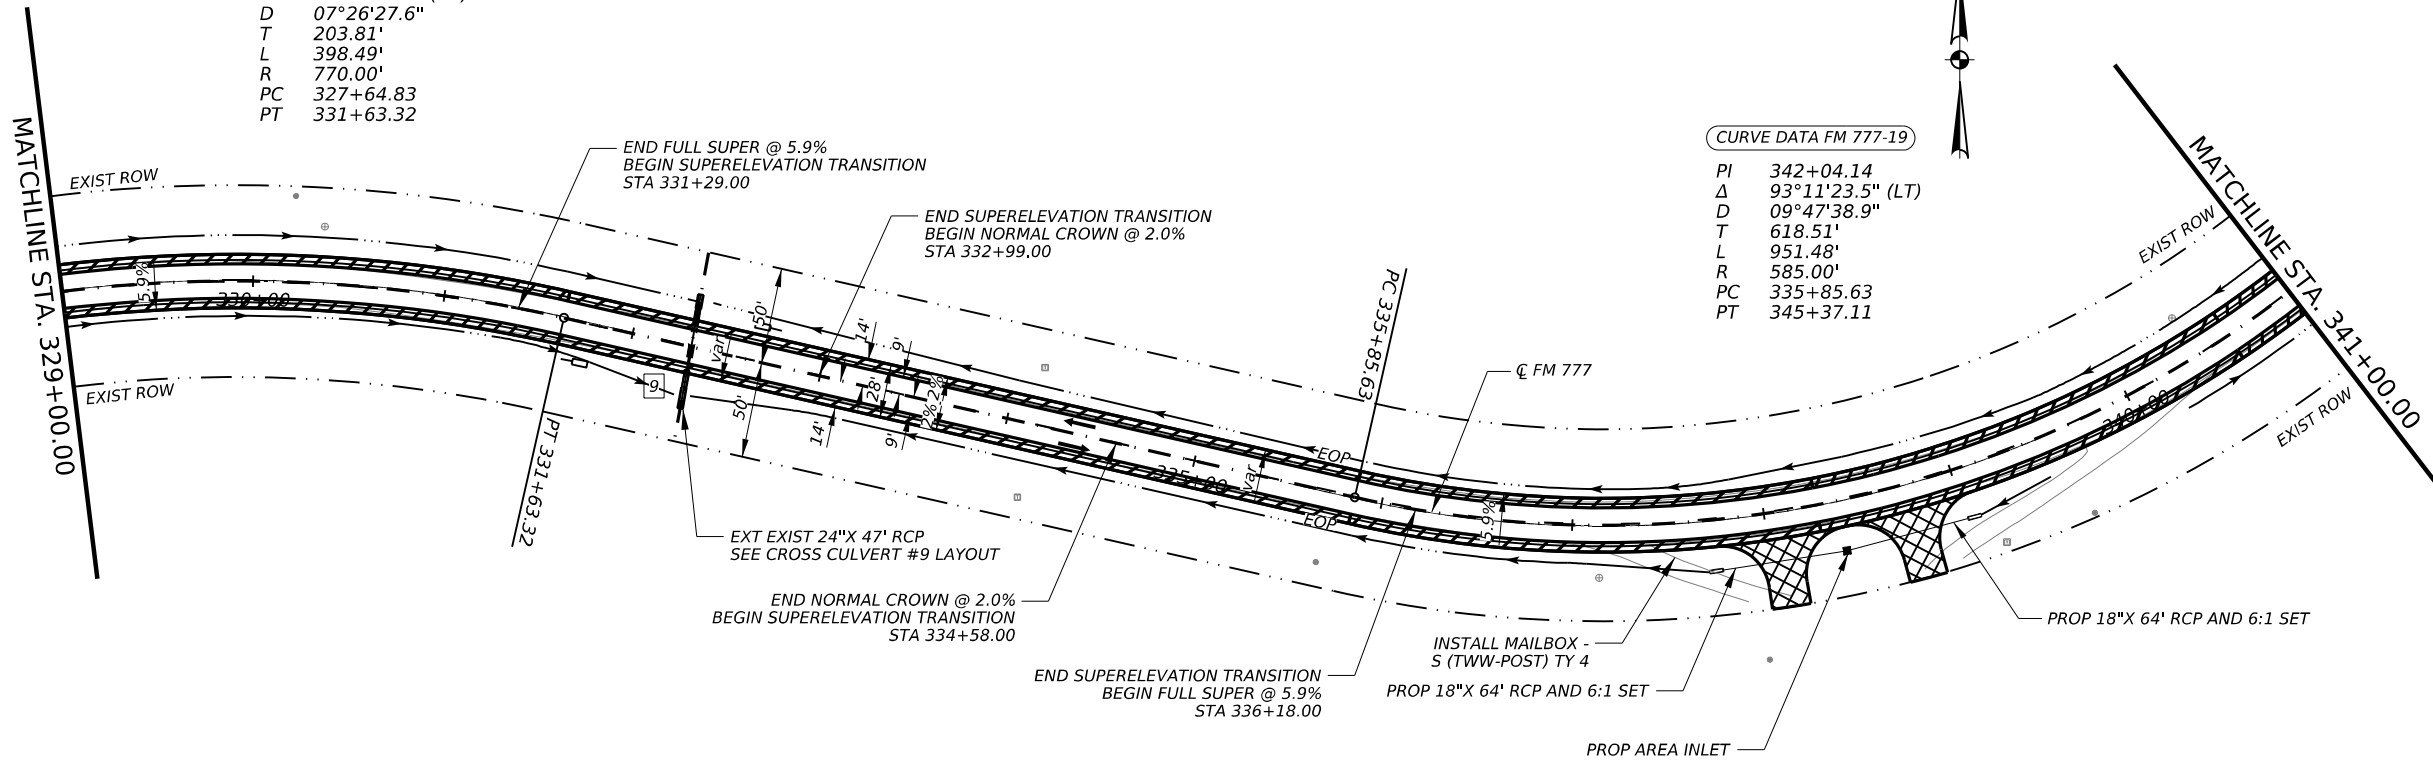 D 07°26'27.6"
T 203.81'
L 398.49'
R 770.00'
PC 327+64.83
PT 331+63.32
MATCHLINE STA. 329+00.00
EXIST ROW
EXIST ROW
5.9%
330+00
END FULL SUPER @ 5.9%
BEGIN SUPERELEVATION TRANSITION
STA 331+29.00
END SUPERELEVATION TRANSITION
BEGIN NORMAL CROWN @ 2.0%
STA 332+99.00
PT 331+63.32
9
var
50'
50'
14'
9'
28'
2%
2%
14'
9'
EXT EXIST 24"X 47' RCP
SEE CROSS CULVERT #9 LAYOUT
END NORMAL CROWN @ 2.0%
BEGIN SUPERELEVATION TRANSITION
STA 334+58.00
335+00
var
EOP
EOP
PC 335+85.63
℄ FM 777
5.9%
END SUPERELEVATION TRANSITION
BEGIN FULL SUPER @ 5.9%
STA 336+18.00
CURVE DATA FM 777-19
PI 342+04.14
Δ 93°11'23.5" (LT)
D 09°47'38.9"
T 618.51'
L 951.48'
R 585.00'
PC 335+85.63
PT 345+37.11
INSTALL MAILBOX -
S (TWW-POST) TY 4
PROP 18"X 64' RCP AND 6:1 SET
PROP AREA INLET
PROP 18"X 64' RCP AND 6:1 SET
340+00
EXIST ROW
EXIST ROW
MATCHLINE STA. 341+00.00